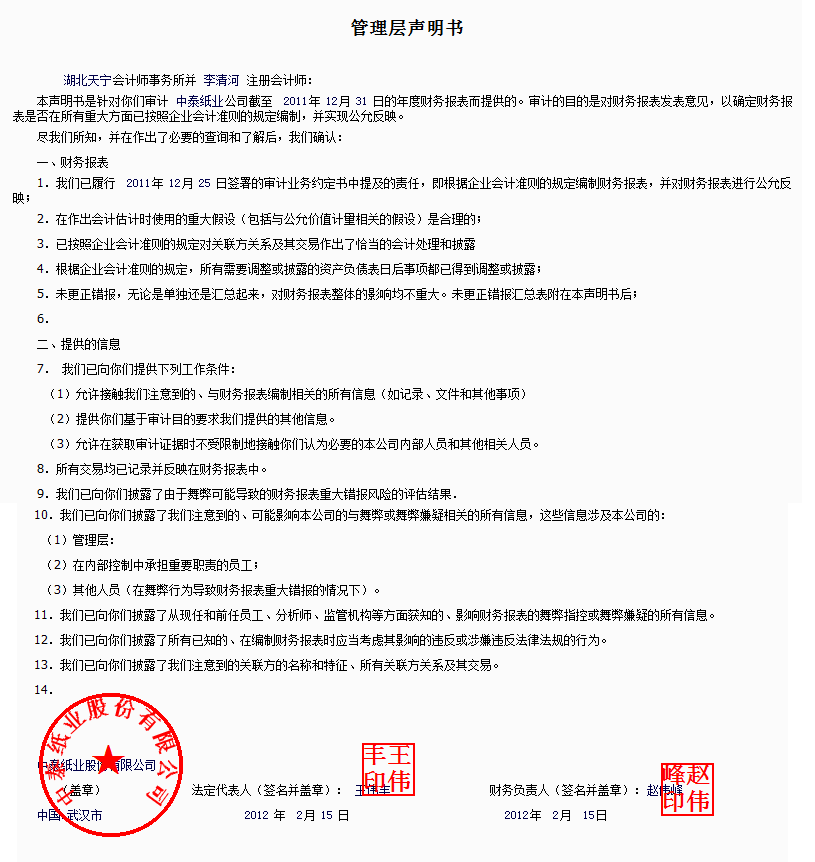 管理层声明书
湖北天宁会计师事务所并 李清河 注册会计师：
本声明书是针对你们审计 中泰纸业公司截至 2011年 12月 31 日的年度财务报表而提供的。审计的目的是对财务报表发表意见，以确定财务报
表是否在所有重大方面已按照企业会计准则的规定编制，并实现公允反映。
尽我们所知，并在作出了必要的查询和了解后，我们确认：
一、财务报表
1．我们已履行 2011年 12月 25 日签署的审计业务约定书中提及的责任，即根据企业会计准则的规定编制财务报表，并对财务报表进行公允反
映；
2．在作出会计估计时使用的重大假设（包括与公允价值计量相关的假设）是合理的；
3．已按照企业会计准则的规定对关联方关系及其交易作出了恰当的会计处理和披露
4．根据企业会计准则的规定，所有需要调整或披露的资产负债表日后事项都已得到调整或披露；
5．未更正错报，无论是单独还是汇总起来，对财务报表整体的影响均不重大。未更正错报汇总表附在本声明书后；
6．
二、提供的信息
7． 我们已向你们提供下列工作条件：
（1）允许接触我们注意到的、与财务报表编制相关的所有信息（如记录、文件和其他事项）
（2）提供你们基于审计目的要求我们提供的其他信息。
（3）允许在获取审计证据时不受限制地接触你们认为必要的本公司内部人员和其他相关人员。
8．所有交易均已记录并反映在财务报表中。
9．我们已向你们披露了由于舞弊可能导致的财务报表重大错报风险的评估结果．
10．我们已向你们披露了我们注意到的、可能影响本公司的与舞弊或舞弊嫌疑相关的所有信息，这些信息涉及本公司的：
（1）管理层：
（2）在内部控制中承担重要职责的员工；
（3）其他人员（在舞弊行为导致财务报表重大错报的情况下）。
11．我们已向你们披露了从现任和前任员工、分析师、监管机构等方面获知的、影响财务报表的舞弊指控或舞弊嫌疑的所有信息。
12．我们已向你们披露了所有已知的、在编制财务报表时应当考虑其影响的违反或涉嫌违反法律法规的行为。
13．我们已向你们披露了我们注意到的关联方的名称和特征、所有关联方关系及其交易。
14．
中泰纸业股份有限公司
中泰纸业股份有限公司
王伟丰印
赵伟峰印
（盖章） 法定代表人（签名并盖章）： 王伟丰 财务负责人（签名并盖章）：赵伟峰
中国 武汉市 2012 年 2月 15 日 2012年 2月 15日